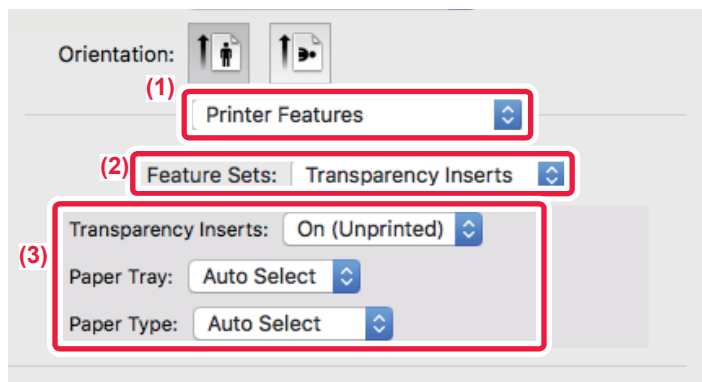 Orientation:
(1)
Printer Features
(2) Feature Sets: Transparency Inserts
Transparency Inserts: On (Unprinted)
(3)
Paper Tray: Auto Select
Paper Type: Auto Select